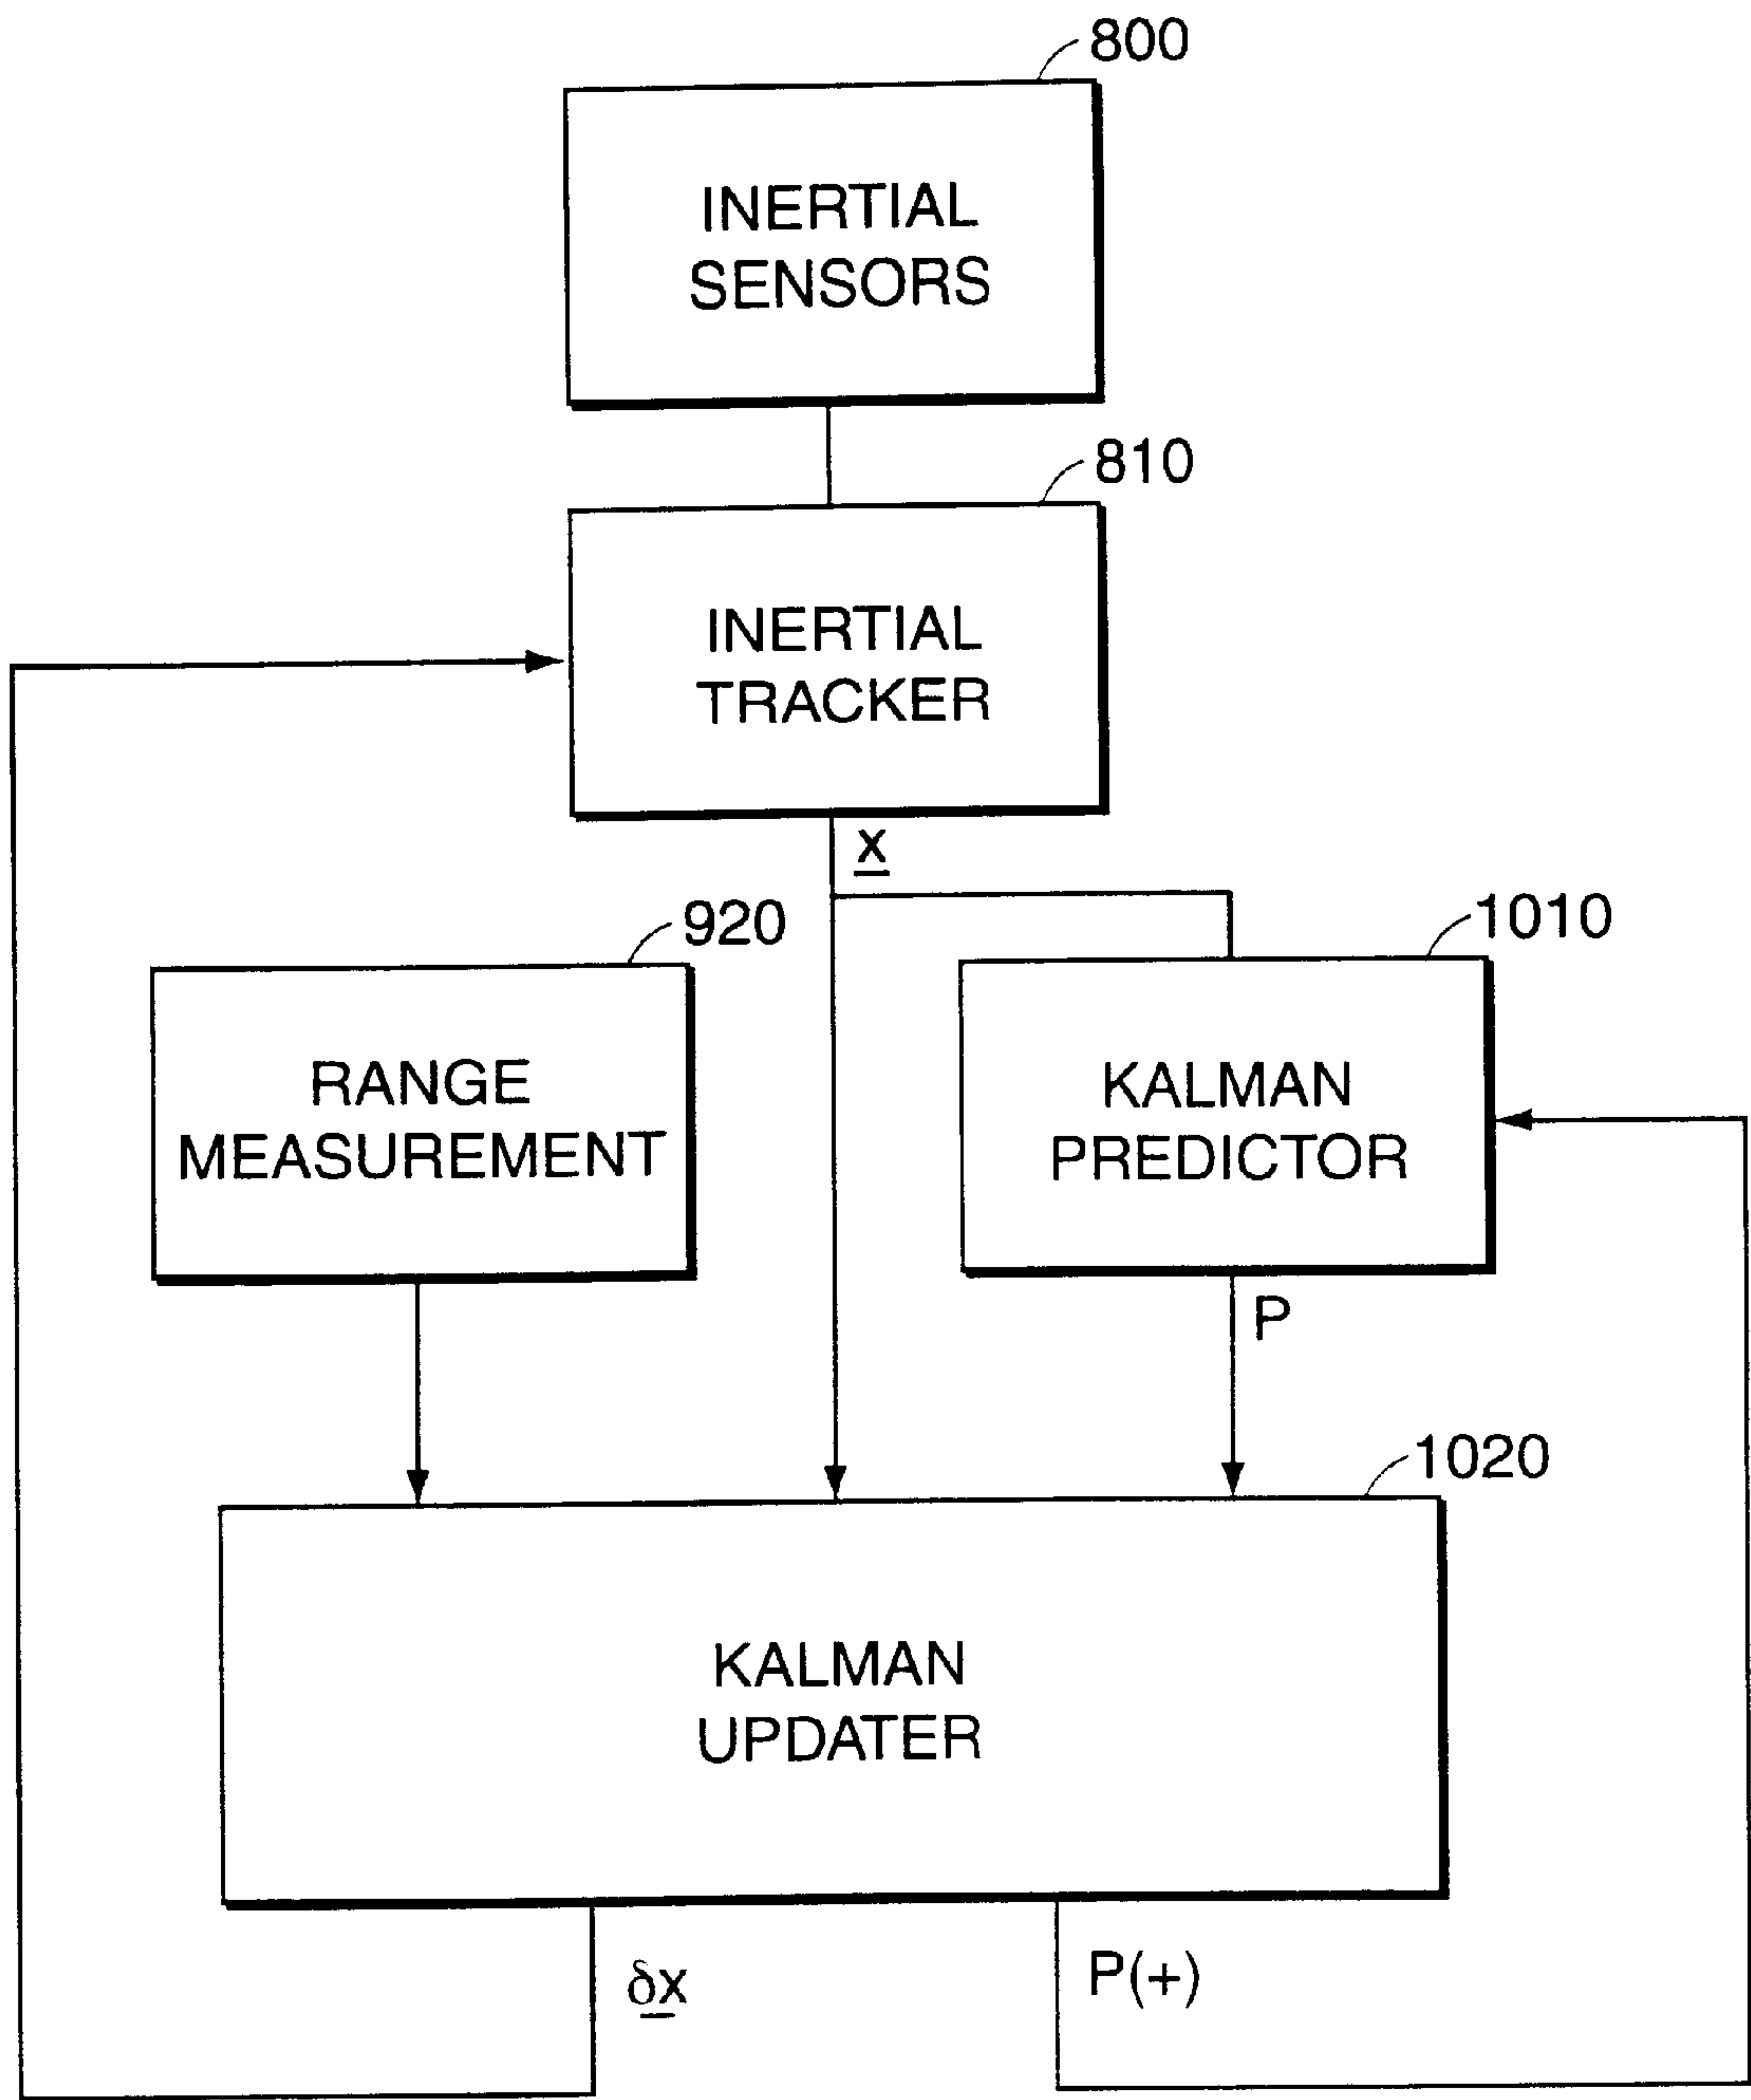 800
INERTIAL
SENSORS
810
INERTIAL
TRACKER
x
920
1010
RANGE
MEASUREMENT
KALMAN
PREDICTOR
P
1020
KALMAN
UPDATER
δx
P(+)